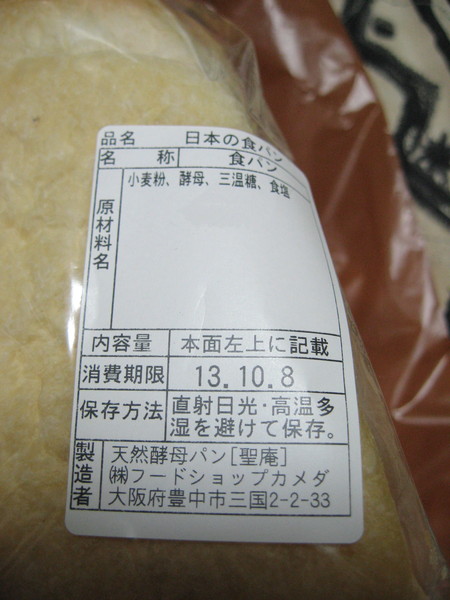 品名 日本の食パン
名 称 食パン
原材料名 小麦粉、酵母、三温糖、食塩
内容量 本面左上に記載
消費期限 13.10.8
保存方法 直射日光・高温多
湿を避けて保存。
製造者 天然酵母パン[聖庵]
㈱フードショップカメダ
大阪府豊中市三国2-2-33